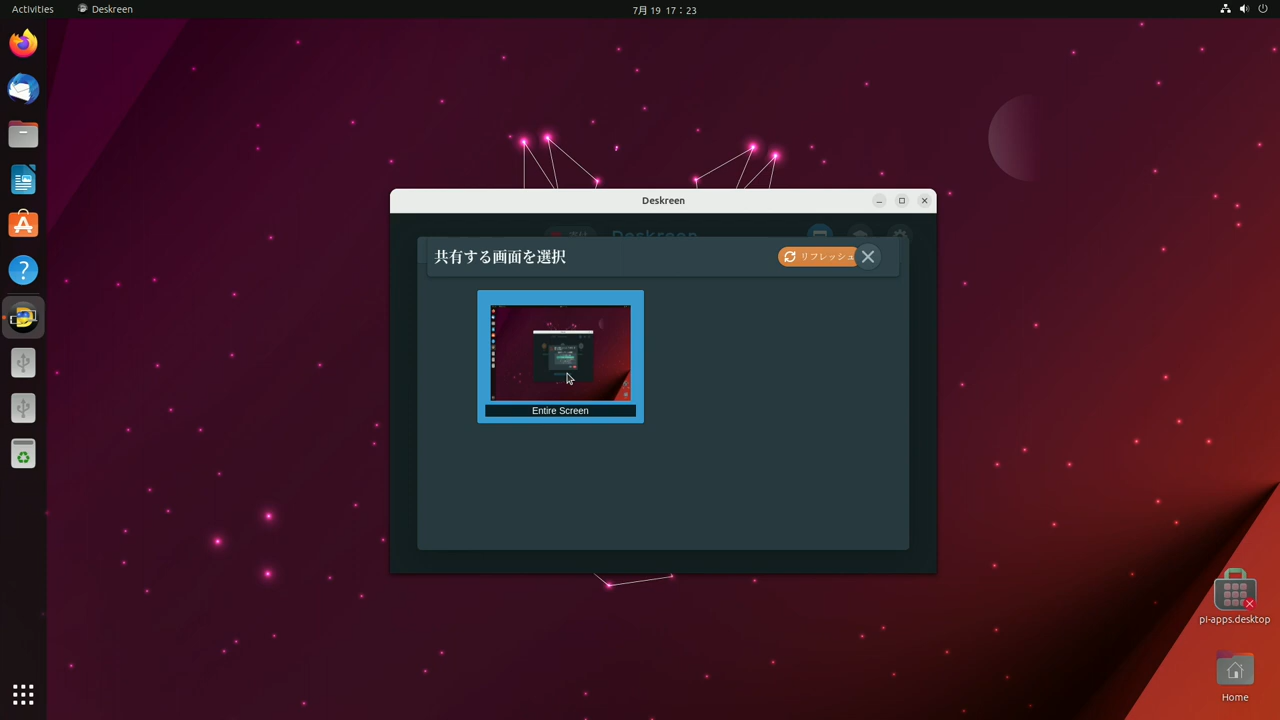 Activities
Deskreen
7月 19 17：23
Deskreen
Deskreen
共有する画面を選択
リフレッシュ
Entire Screen
pi-apps.desktop
Home